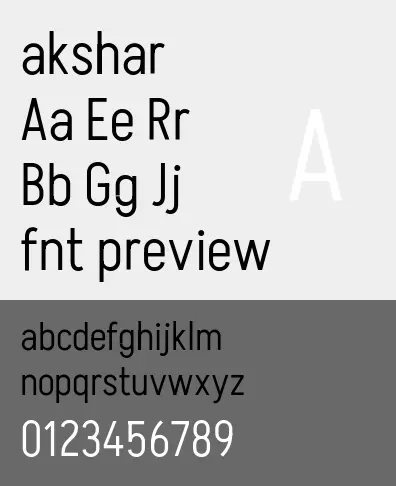 akshar
Aa Ee Rr
Bb Gg Jj
A
fnt preview
abcdefghijklm
nopqrstuvwxyz
0123456789